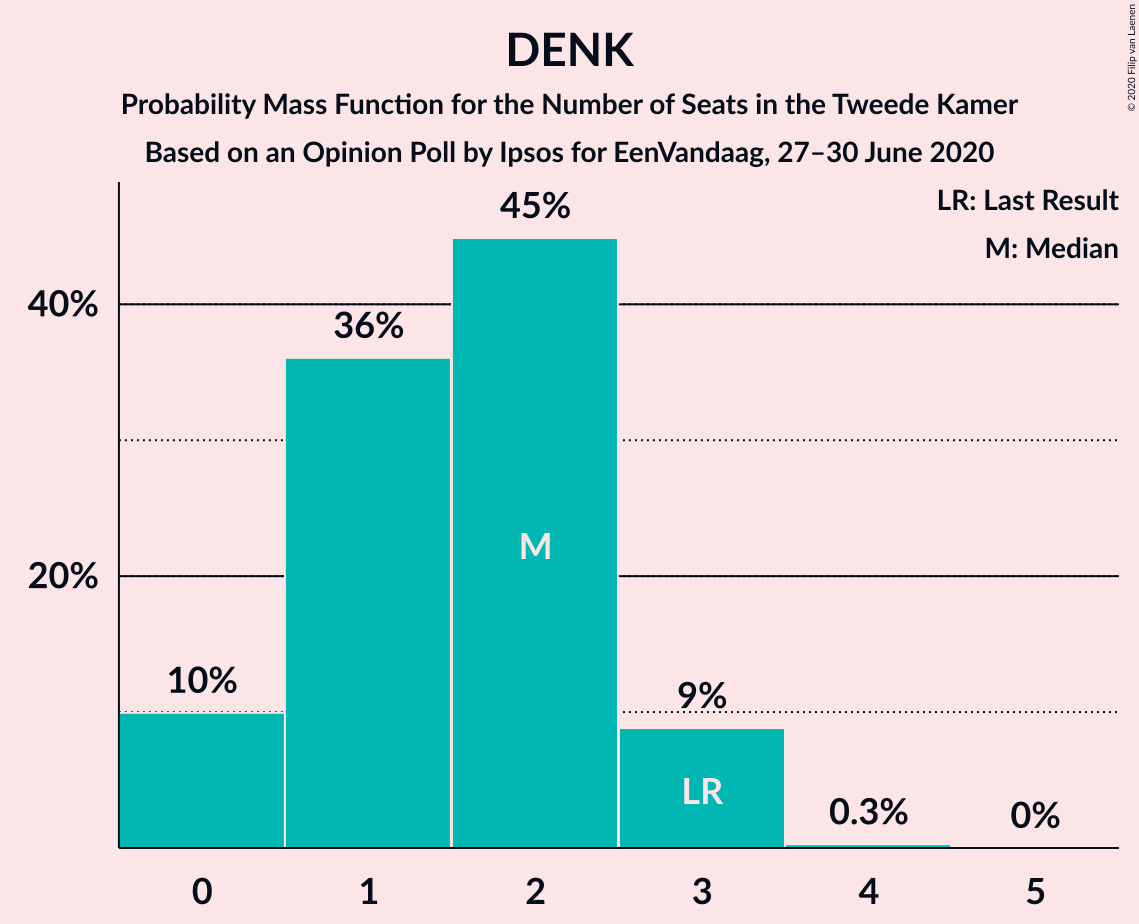 DENK
Probability Mass Function for the Number of Seats in the Tweede Kamer
Based on an Opinion Poll by Ipsos for EenVandaag, 27–30 June 2020
© 2020 Filip van Laenen
LR: Last Result
M: Median
45%
40%
36%
M
20%
10%
9%
LR
0.3%
0%
0 1 2 3 4 5